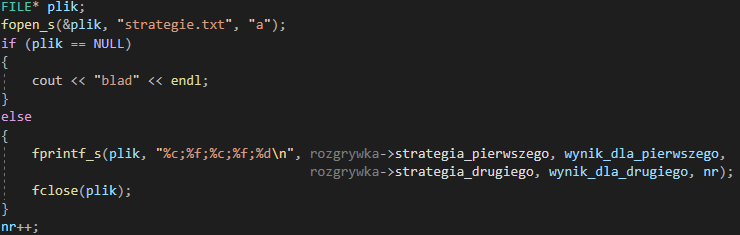 FILE* plik;
fopen_s(&plik, "strategie.txt", "a");
if (plik == NULL)
{
    cout << "blad" << endl;
}
else
{
    fprintf_s(plik, "%c;%f;%c;%f;%d\n", rozgrywka->strategia_pierwszego, wynik_dla_pierwszego,
                                        rozgrywka->strategia_drugiego, wynik_dla_drugiego, nr);
    fclose(plik);
}
nr++;